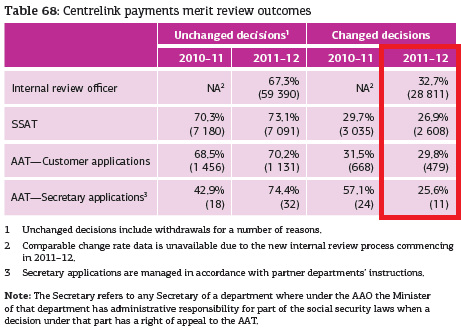 Table 68: Centrelink payments merit review outcomes
Unchanged decisions¹ Changed decisions
2010–11 2011–12 2010–11 2011–12
Internal review officer NA² 67.3% (59 390) NA² 32.7% (28 811)
SSAT 70.3% (7 180) 73.1% (7 091) 29.7% (3 035) 26.9% (2 608)
AAT—Customer applications 68.5% (1 456) 70.2% (1 131) 31.5% (668) 29.8% (479)
AAT—Secretary applications³ 42.9% (18) 74.4% (32) 57.1% (24) 25.6% (11)
1 Unchanged decisions include withdrawals for a number of reasons.
2 Comparable change rate data is unavailable due to the new internal review process commencing
in 2011–12.
3 Secretary applications are managed in accordance with partner departments' instructions.
Note: The Secretary refers to any Secretary of a department where under the AAO the Minister
of that department has administrative responsibility for part of the social security laws when a
decision under that part has a right of appeal to the AAT.